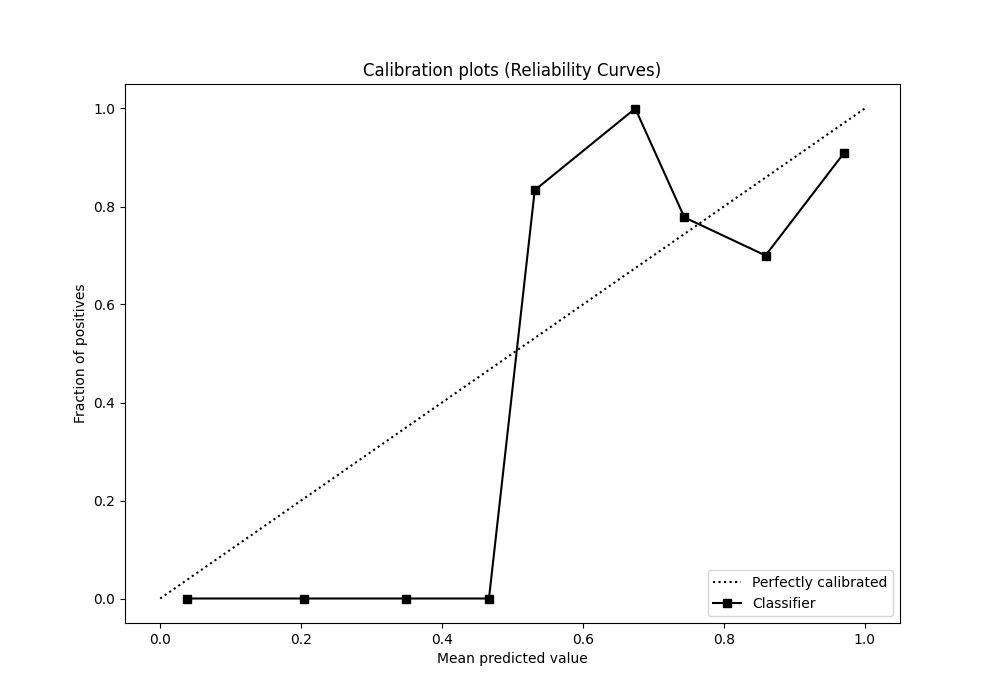 Calibration plots (Reliability Curves)
1.0
0.8
0.6
0.4
0.2
0.0
Fraction of positives
Perfectly calibrated
Classifier
0.0 0.2 0.4 0.6 0.8 1.0
Mean predicted value